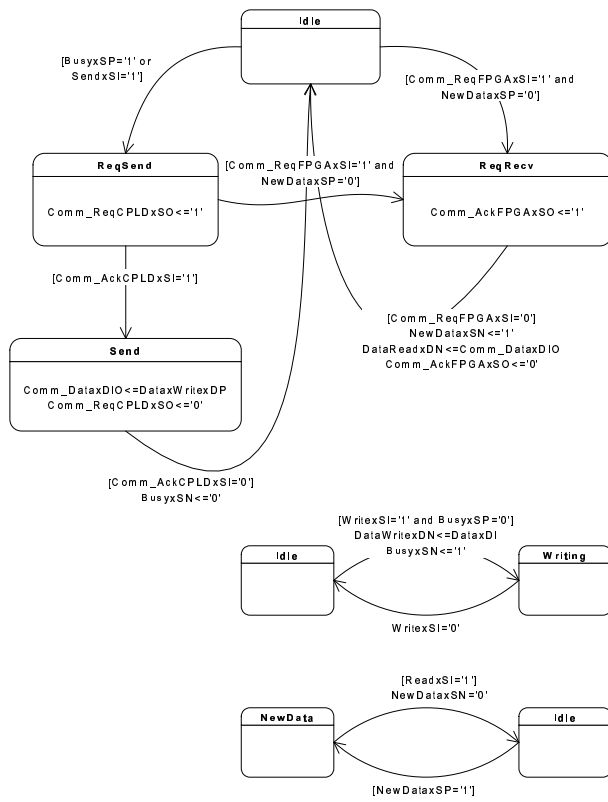 Idle
[BusyxSP='1' or
SendxSI='1']
[Comm_ReqFPGAxSI='1' and
NewDataxSP='0']
ReqSend
Comm_ReqCPLDxSO<='1'
[Comm_ReqFPGAxSI='1' and
NewDataxSP='0']
ReqRecv
Comm_AckFPGAxSO<='1'
[Comm_AckCPLDxSI='1']
[Comm_ReqFPGAxSI='0']
NewDataxSN<='1'
DataReadxDN<=Comm_DataxDIO
Comm_AckFPGAxSO<='0'
Send
Comm_DataxDIO<=DataxWritexDP
Comm_ReqCPLDxSO<='0'
[Comm_AckCPLDxSI='0']
BusyxSN<='0'
[WritexSI='1' and BusyxSP='0']
DataWritexDN<=DataxDI
BusyxSN<='1'
Idle
Writing
WritexSI='0'
[ReadxSI='1']
NewDataxSN='0'
NewData
Idle
[NewDataxSP='1']